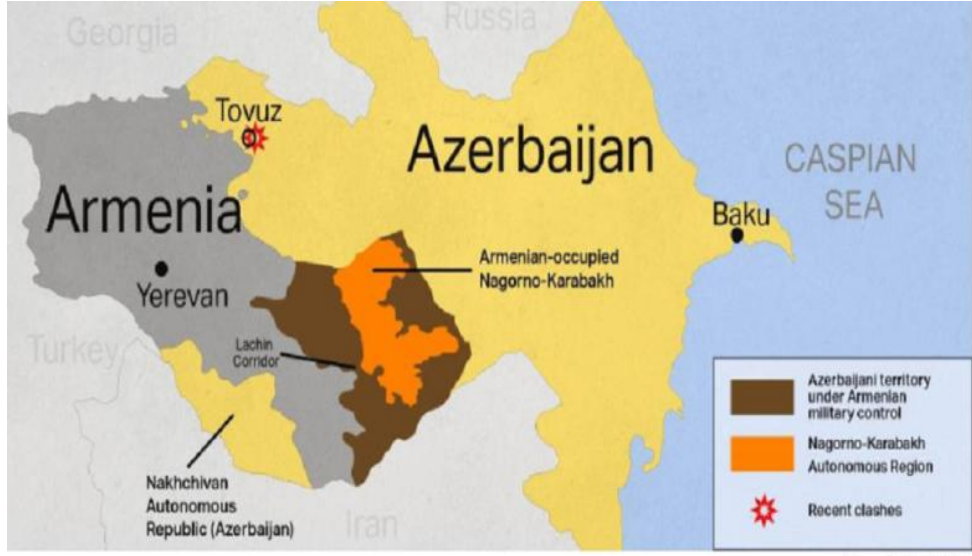 Georgia
Russia
Tovuz
Azerbaijan
CASPIAN
SEA
Armenia
Baku
Armenian-occupied
Nagorno-Karabakh
Yerevan
Turkey
Lachin
Corridor
Nakhchivan
Autonomous
Republic (Azerbaijan)
Iran
Azerbaijani territory
under Armenian
military control
Nagorno-Karabakh
Autonomous Region
Recent clashes